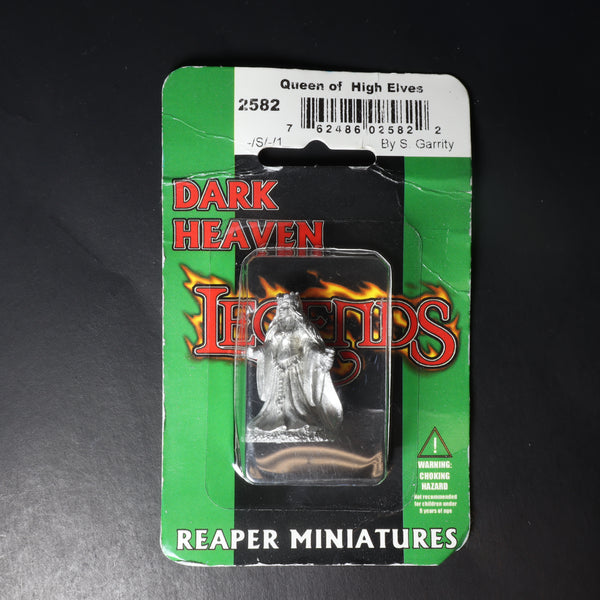 Queen of High Elves
2582
7 62486 02582 2
-/S/-/1 By S. Garrity
DARK
HEAVEN
LEGENDS
WARNING:
CHOKING
HAZARD
Not recommended
for children under
6 years of age
REAPER MINIATURES